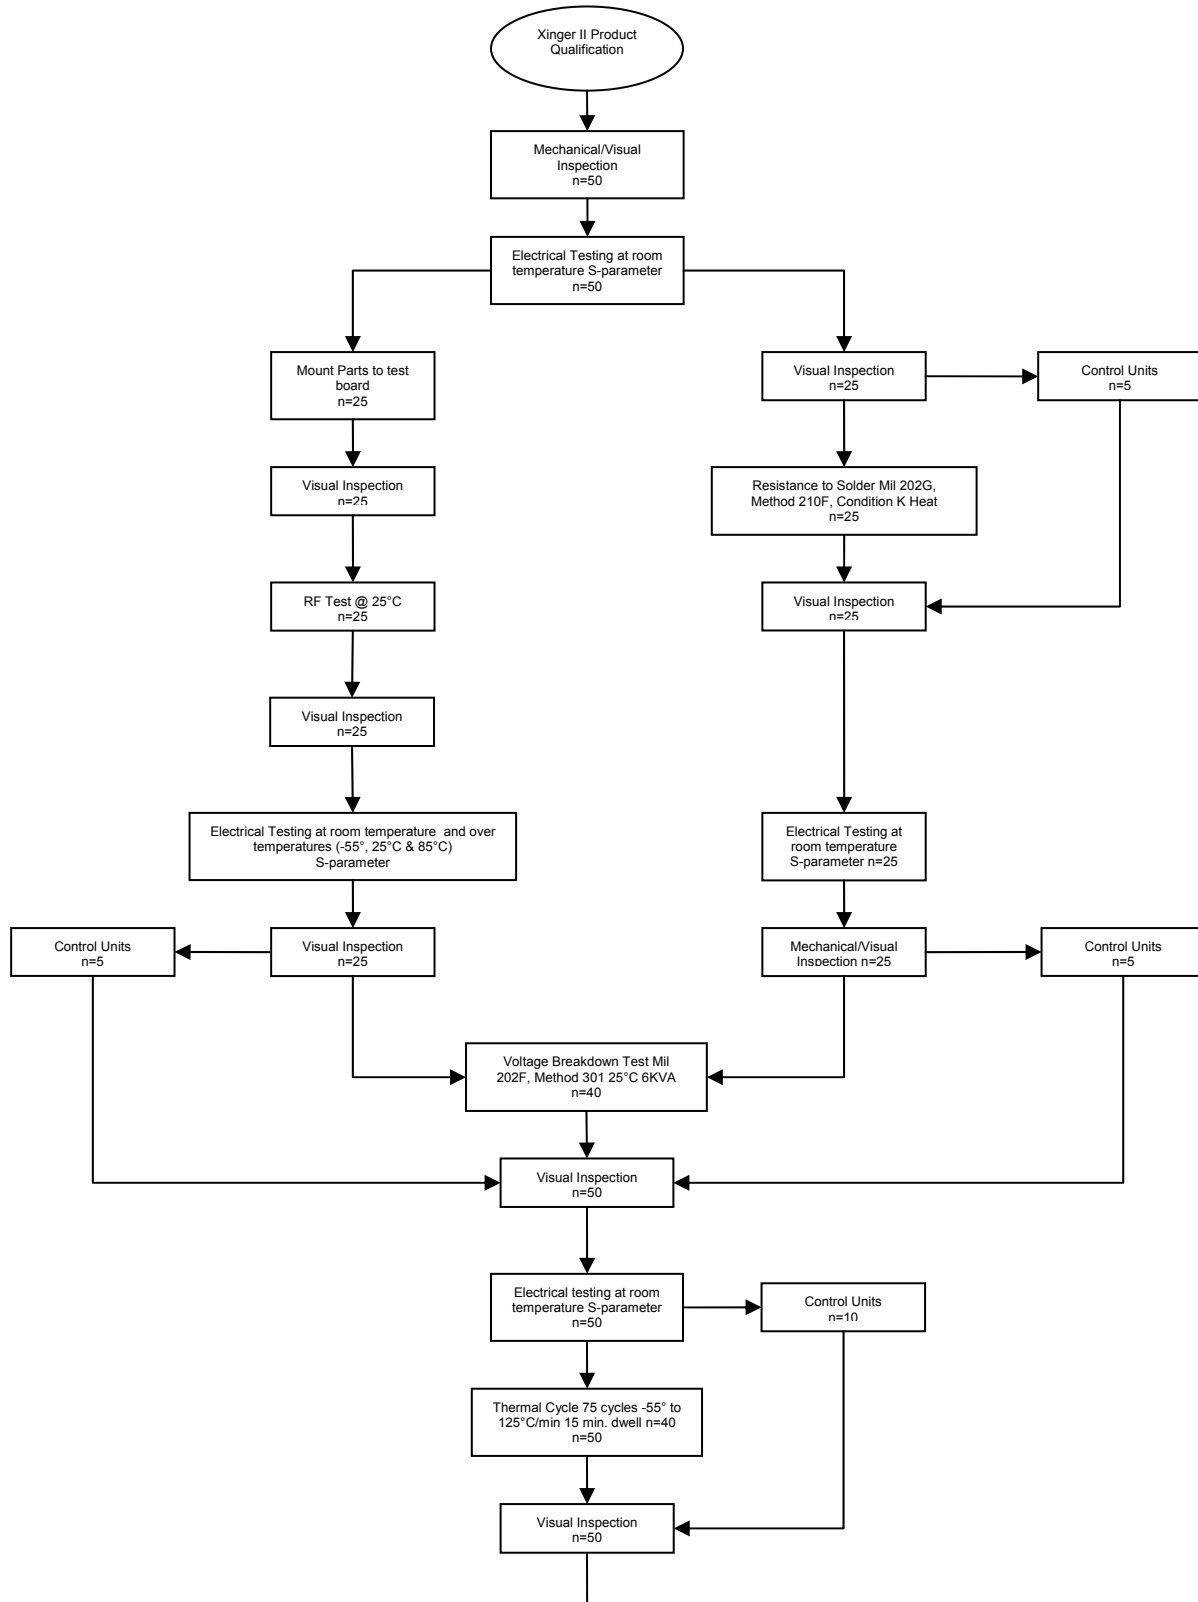 Xinger II Product
Qualification
Mechanical/Visual
Inspection
n=50
Electrical Testing at room
temperature S-parameter
n=50
Mount Parts to test
board
n=25
Visual Inspection
n=25
Control Units
n=5
Visual Inspection
n=25
Resistance to Solder Mil 202G,
Method 210F, Condition K Heat
n=25
RF Test @ 25°C
n=25
Visual Inspection
n=25
Visual Inspection
n=25
Electrical Testing at room temperature and over
temperatures (-55°, 25°C & 85°C)
S-parameter
Electrical Testing at
room temperature
S-parameter n=25
Control Units
n=5
Visual Inspection
n=25
Mechanical/Visual
Inspection n=25
Control Units
n=5
Voltage Breakdown Test Mil
202F, Method 301 25°C 6KVA
n=40
Visual Inspection
n=50
Electrical testing at room
temperature S-parameter
n=50
Control Units
n=10
Thermal Cycle 75 cycles -55° to
125°C/min 15 min. dwell n=40
n=50
Visual Inspection
n=50